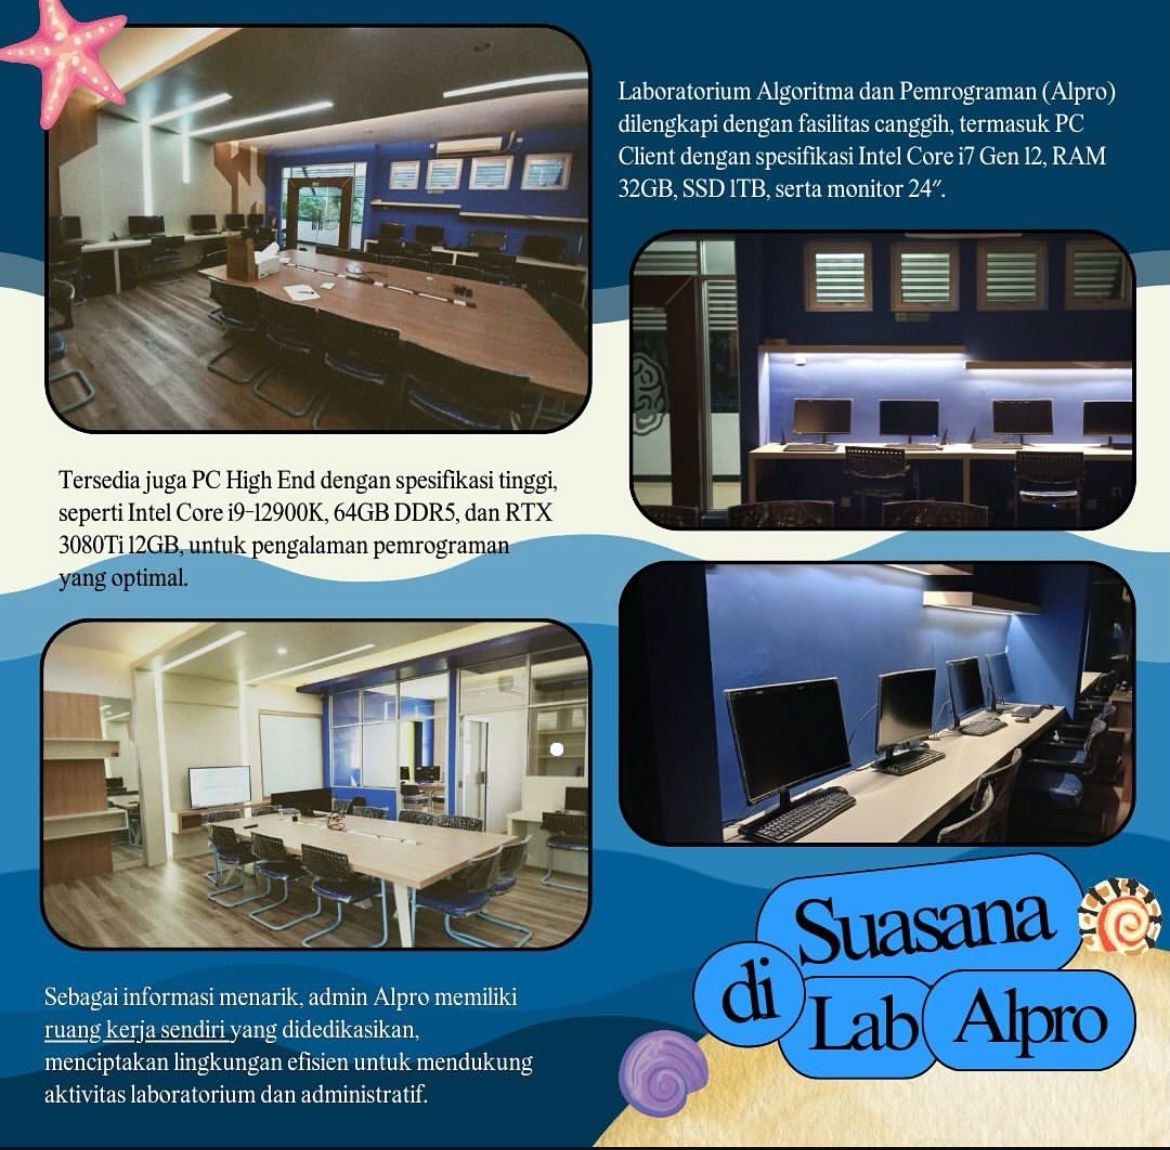 Laboratorium Algoritma dan Pemrograman (Alpro)
dilengkapi dengan fasilitas canggih, termasuk PC
Client dengan spesifikasi Intel Core i7 Gen 12, RAM
32GB, SSD 1TB, serta monitor 24″.
Tersedia juga PC High End dengan spesifikasi tinggi,
seperti Intel Core i9-12900K, 64GB DDR5, dan RTX
3080Ti 12GB, untuk pengalaman pemrograman
yang optimal.
Sebagai informasi menarik, admin Alpro memiliki
ruang kerja sendiri yang didedikasikan,
menciptakan lingkungan efisien untuk mendukung
aktivitas laboratorium dan administratif.
Suasana
di
Lab Alpro